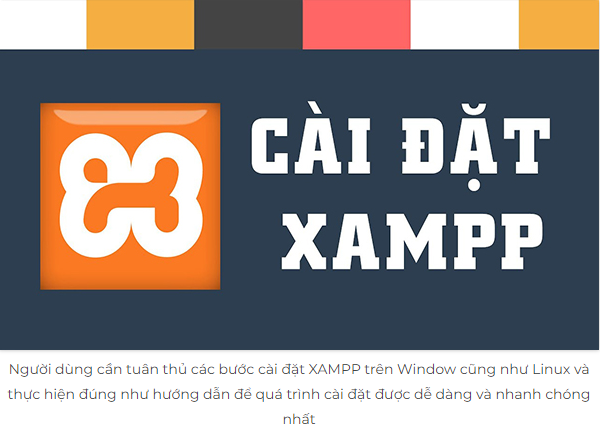 CÀI ĐẶT
XAMPP
Người dùng cần tuân thủ các bước cài đặt XAMPP trên Window cũng như Linux và
thực hiện đúng như hướng dẫn để quá trình cài đặt được dễ dàng và nhanh chóng
nhất